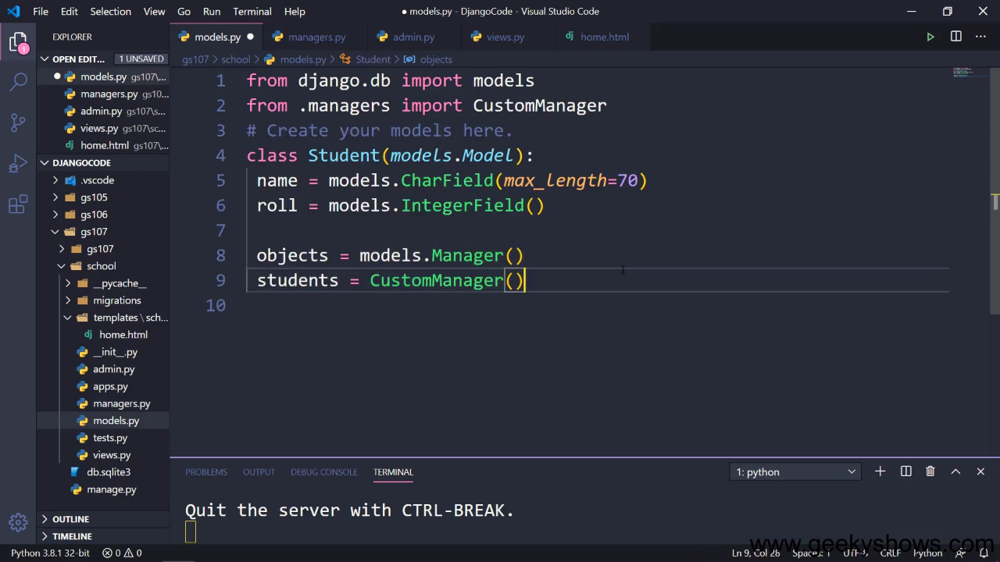 File Edit Selection View Go Run Terminal Help
● models.py - DjangoCode - Visual Studio Code
EXPLORER
models.py ●
managers.py
admin.py
views.py
dj home.html
OPEN EDIT... 1 UNSAVED
gs107 > school > models.py > Student > objects
models.py gs107\...
managers.py gs10...
admin.py gs107\s...
views.py gs107\sc...
dj home.html gs107\...
DJANGOCODE
.vscode
gs105
gs106
gs107
gs107
school
__pycache__
migrations
templates \ sch...
dj home.html
__init__.py
admin.py
apps.py
managers.py
models.py
tests.py
views.py
db.sqlite3
manage.py
OUTLINE
TIMELINE
1 from django.db import models
2 from .managers import CustomManager
3 # Create your models here.
4 class Student(models.Model):
5 name = models.CharField(max_length=70)
6 roll = models.IntegerField()
7
8 objects = models.Manager()
9 students = CustomManager()
10
PROBLEMS OUTPUT DEBUG CONSOLE TERMINAL
1: python
Quit the server with CTRL-BREAK.
www.geekyshows.com
Python 3.8.1 32-bit 0 0
Ln 9, Col 28 Spaces: 1 UTF-8 CRLF Python
1